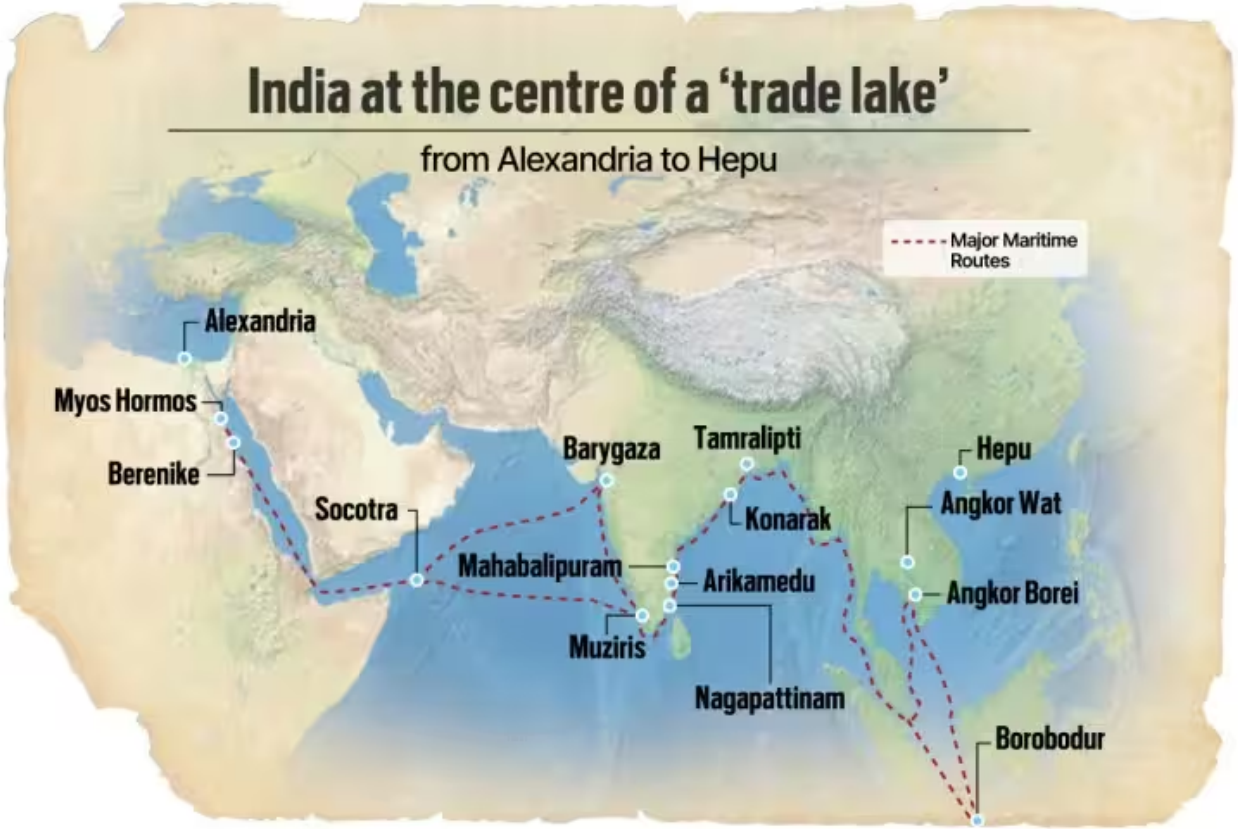 India at the centre of a ‘trade lake’
from Alexandria to Hepu
Major Maritime
Routes
Alexandria
Myos Hormos
Berenike
Socotra
Barygaza
Tamralipti
Hepu
Angkor Wat
Konarak
Mahabalipuram
Arikamedu
Angkor Borei
Muziris
Nagapattinam
Borobodur